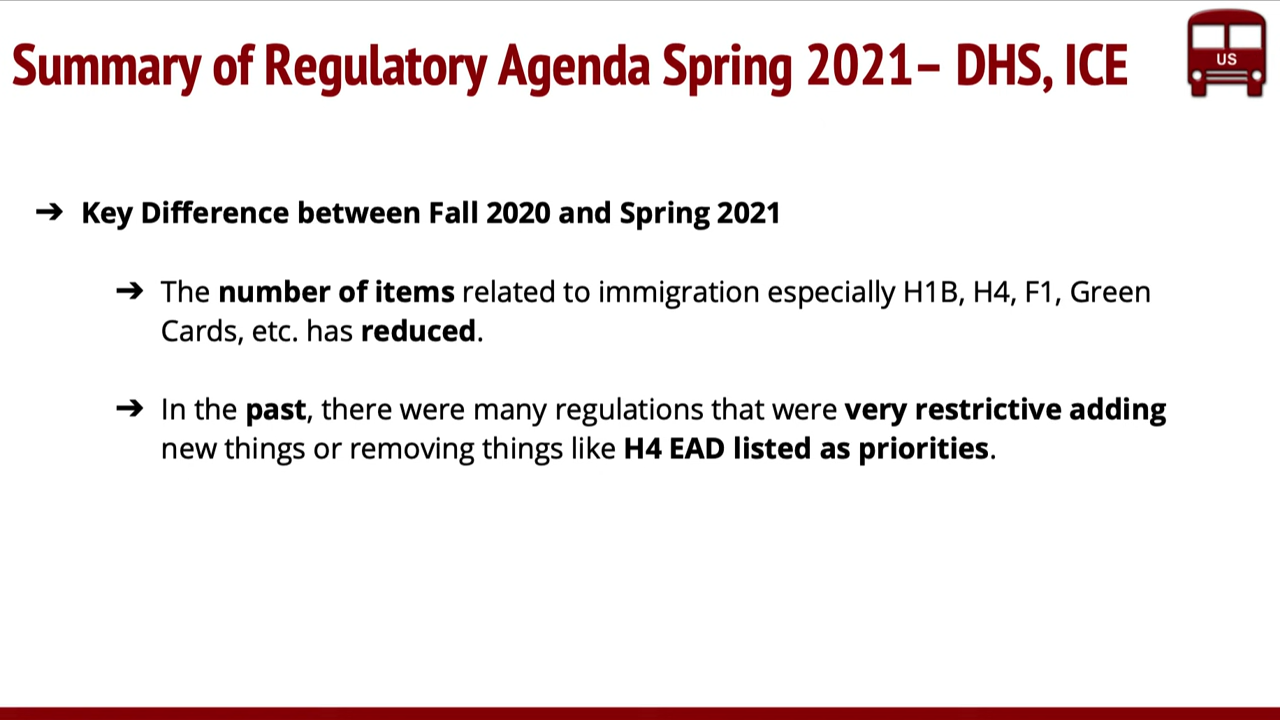 Summary of Regulatory Agenda Spring 2021– DHS, ICE
US
➔ Key Difference between Fall 2020 and Spring 2021
➔ The number of items related to immigration especially H1B, H4, F1, Green
Cards, etc. has reduced.
➔ In the past, there were many regulations that were very restrictive adding
new things or removing things like H4 EAD listed as priorities.